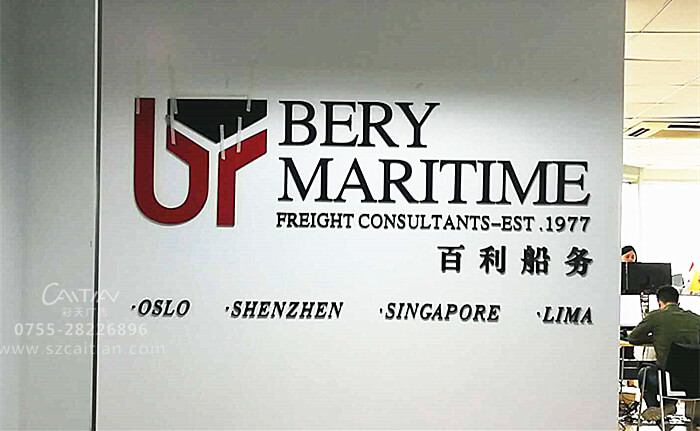 BERY
MARITIME
FREIGHT CONSULTANTS-EST.1977
百利船务
·OSLO ·SHENZHEN ·SINGAPORE ·LIMA
CAITIAN
彩天广告
0755-28226896
www.szcaitian.com